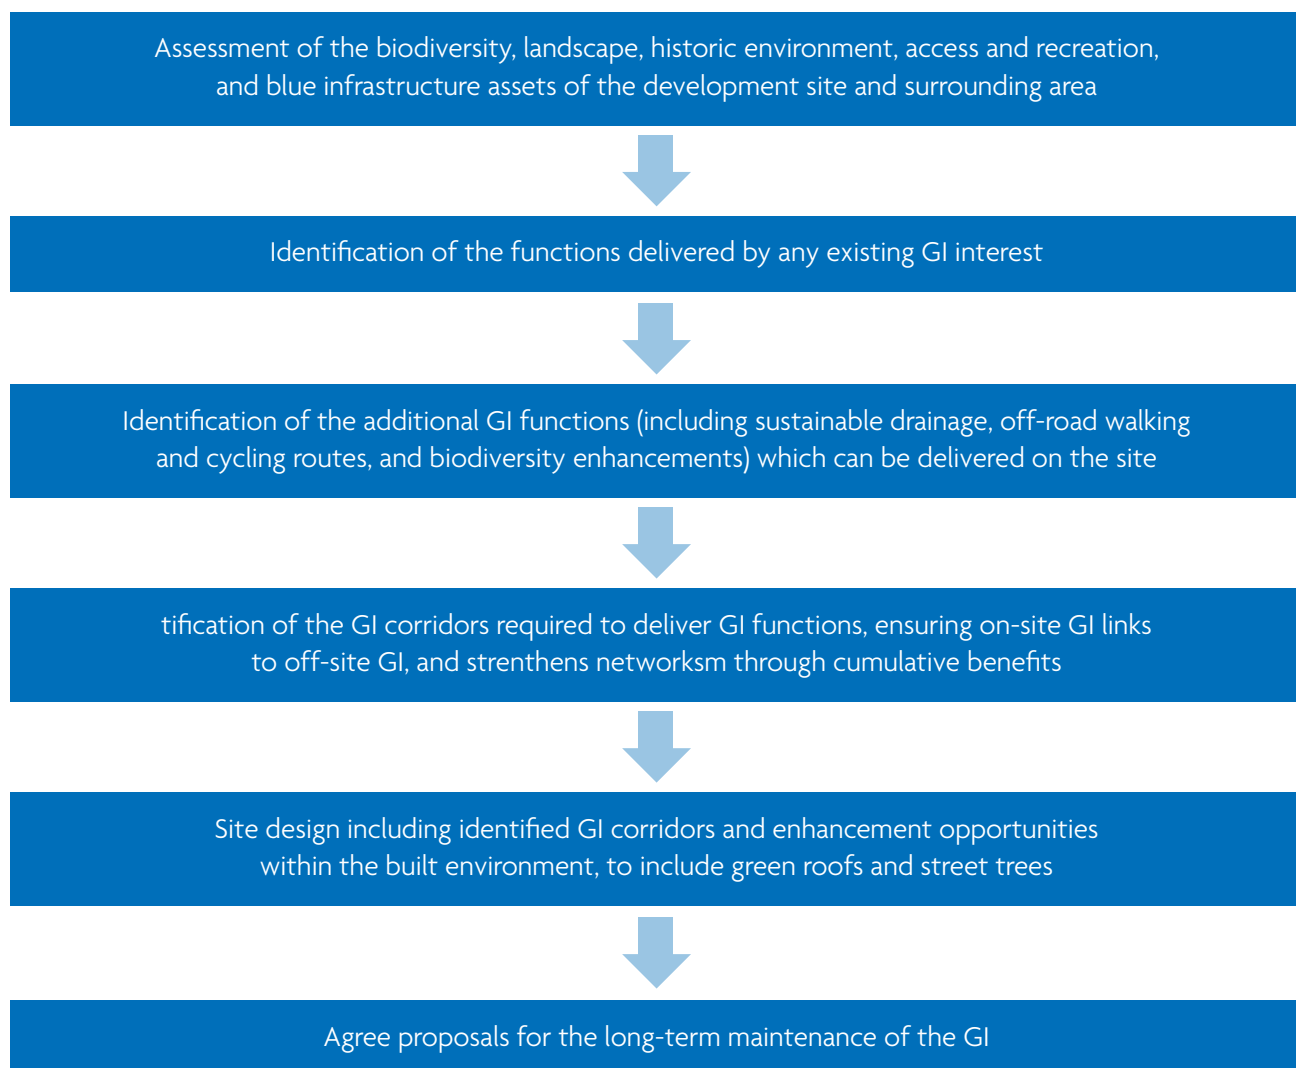 Assessment of the biodiversity, landscape, historic environment, access and recreation,
and blue infrastructure assets of the development site and surrounding area
Identification of the functions delivered by any existing GI interest
Identification of the additional GI functions (including sustainable drainage, off-road walking
and cycling routes, and biodiversity enhancements) which can be delivered on the site
tification of the GI corridors required to deliver GI functions, ensuring on-site GI links
to off-site GI, and strenthens networksm through cumulative benefits
Site design including identified GI corridors and enhancement opportunities
within the built environment, to include green roofs and street trees
Agree proposals for the long-term maintenance of the GI